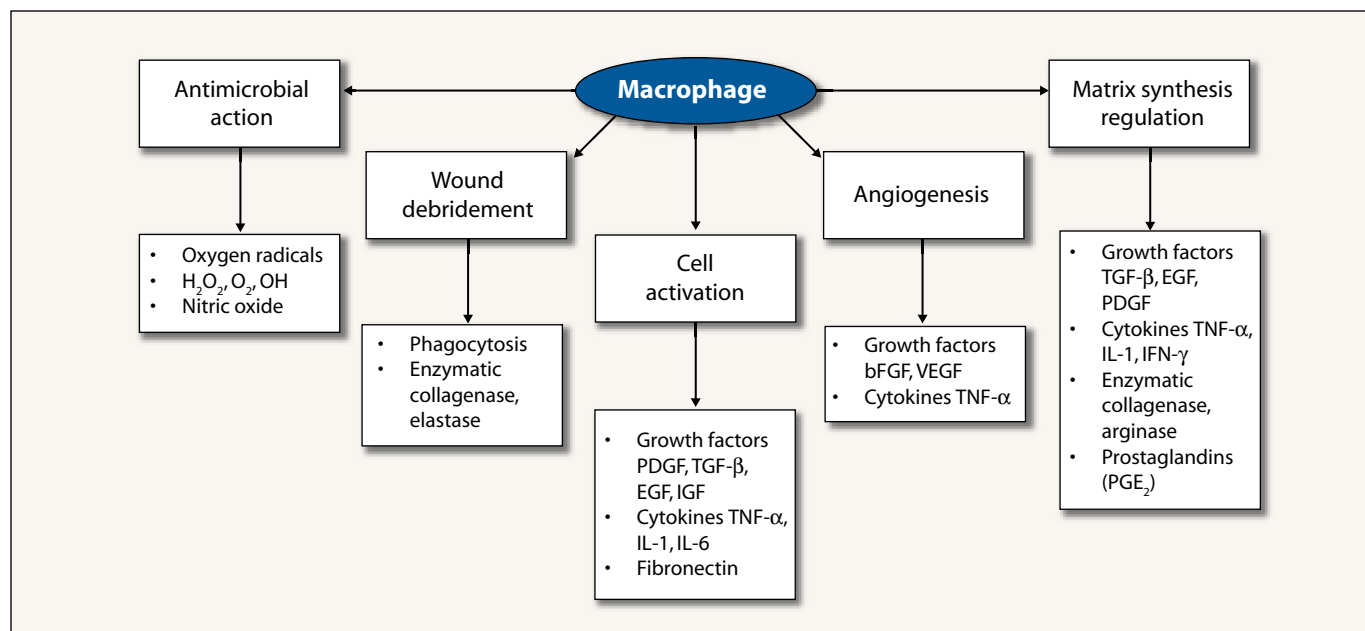 Macrophage
Antimicrobial
action
• Oxygen radicals
• H₂O₂, O₂, OH
• Nitric oxide
Wound
debridement
• Phagocytosis
• Enzymatic
collagenase,
elastase
Cell
activation
• Growth factors
PDGF, TGF-β,
EGF, IGF
• Cytokines TNF-α,
IL-1, IL-6
• Fibronectin
Angiogenesis
• Growth factors
bFGF, VEGF
• Cytokines TNF-α
Matrix synthesis
regulation
• Growth factors
TGF-β, EGF,
PDGF
• Cytokines TNF-α,
IL-1, IFN-γ
• Enzymatic
collagenase,
arginase
• Prostaglandins
(PGE₂)